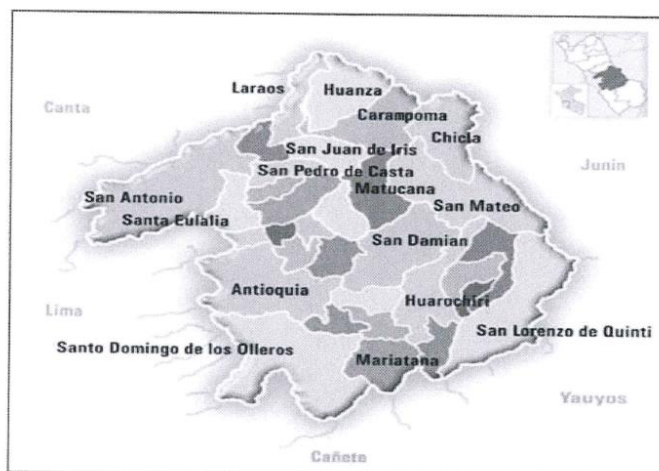 Laraos
Huanza
Canta
Carampoma
Chicla
San Juan de Iris
Junin
San Pedro de Casta
San Antonio
Matucana
San Mateo
Santa Eulalia
San Damian
Antioquia
Huarochiri
Lima
San Lorenzo de Quinti
Santo Domingo de los Olleros
Mariatana
Yauyos
Cañete